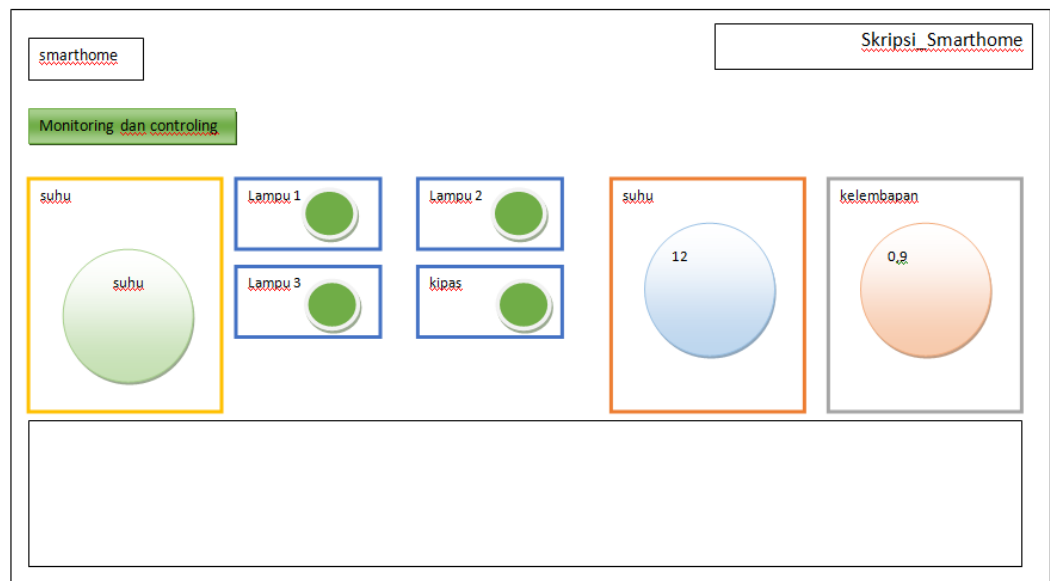 smarthome
Skripsi_Smarthome
Monitoring dan controling
suhu
Lampu 1
Lampu 2
suhu
kelembapan
suhu
12
0,9
Lampu 3
kipas